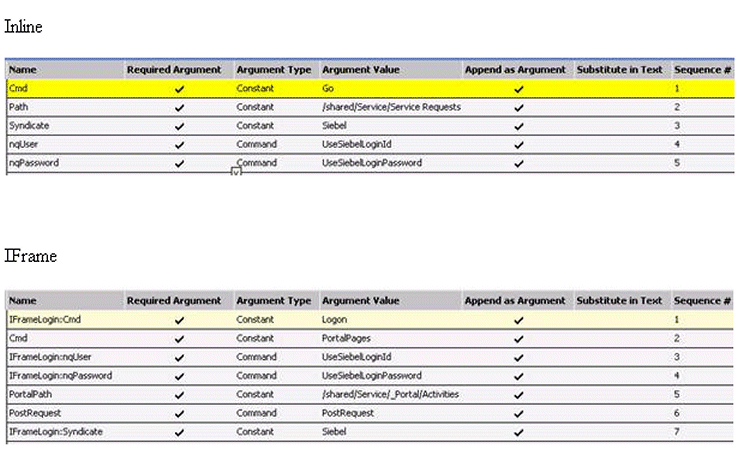 Inline
Name Required Argument Argument Type Argument Value Append as Argument Substitute in Text Sequence #
Cmd ✓ Constant Go ✓ 1
Path ✓ Constant /shared/Service/Service Requests ✓ 2
Syndicate ✓ Constant Siebel ✓ 3
nqUser ✓ Command UseSiebelLoginId ✓ 4
nqPassword ✓ Command UseSiebelLoginPassword ✓ 5
IFrame
Name Required Argument Argument Type Argument Value Append as Argument Substitute in Text Sequence #
IFrameLogin:Cmd ✓ Constant Logon ✓ 1
Cmd ✓ Constant PortalPages ✓ 2
IFrameLogin:nqUser ✓ Command UseSiebelLoginId ✓ 3
IFrameLogin:nqPassword ✓ Command UseSiebelLoginPassword ✓ 4
PortalPath ✓ Constant /shared/Service/_Portal/Activities ✓ 5
PostRequest ✓ Command PostRequest ✓ 6
IFrameLogin:Syndicate ✓ Constant Siebel ✓ 7